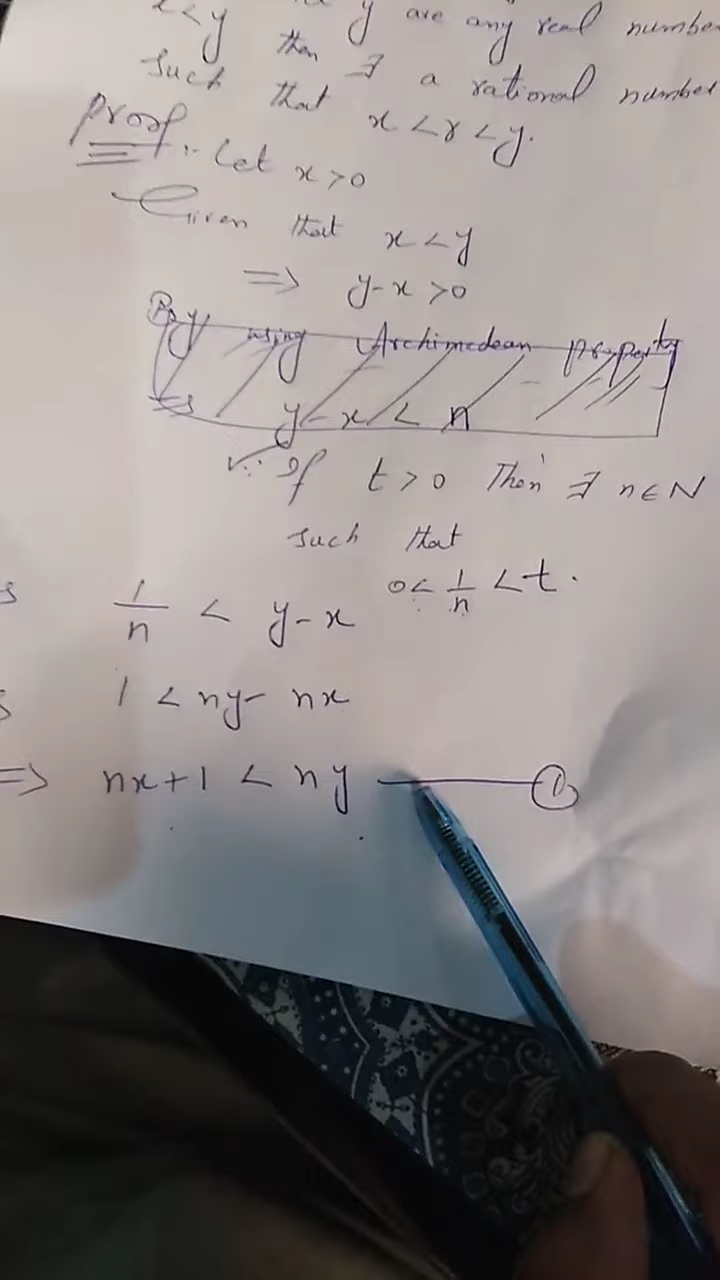 x < y are any real number
y then ∃ a rational number
such that x < r < y.
Proof :- Let x > 0
Given that x < y
⇒ y - x > 0
By using Archimedean property
y - x < n
∵ If t > 0 Then ∃ n ∈ N
such that
0 < 1/n < t.
s 1/n < y - x
s 1 < ny - nx
⇒ nx + 1 < ny — ①